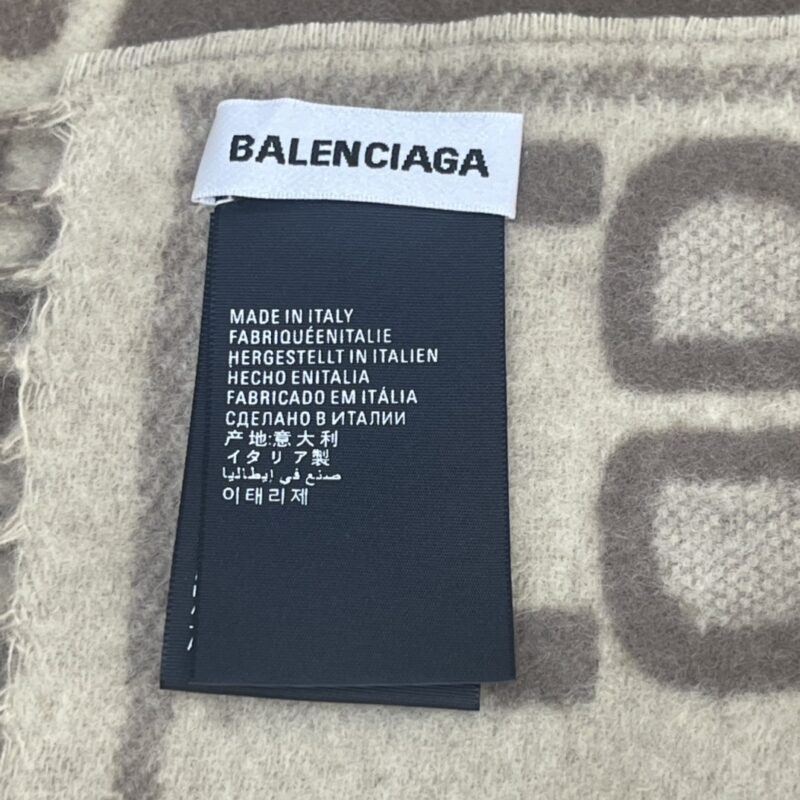 BALENCIAGA
MADE IN ITALY
FABRIQUÉENITALIE
HERGESTELLT IN ITALIEN
HECHO ENITALIA
FABRICADO EM ITÁLIA
СДЕЛАНО В ИТАЛИИ
产地:意大利
イタリア製
صنع في إيطاليا
이태리제